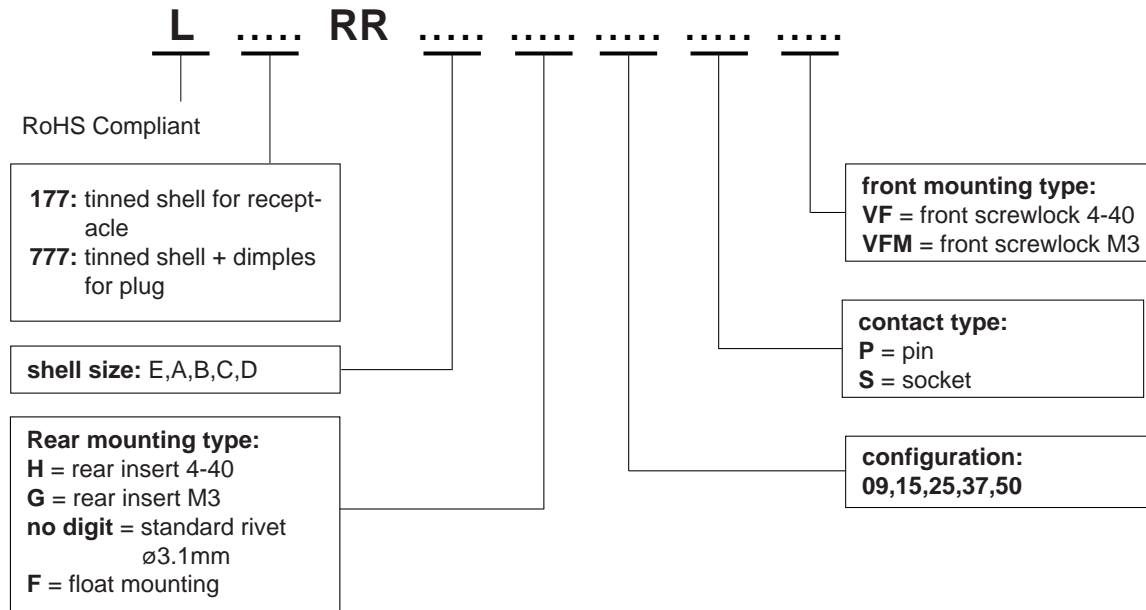 L ..... RR ..... ..... ..... ..... .....
RoHS Compliant
177: tinned shell for recept-
acle
777: tinned shell + dimples
for plug
shell size: E,A,B,C,D
Rear mounting type:
H = rear insert 4-40
G = rear insert M3
no digit = standard rivet
ø3.1mm
F = float mounting
front mounting type:
VF = front screwlock 4-40
VFM = front screwlock M3
contact type:
P = pin
S = socket
configuration:
09,15,25,37,50